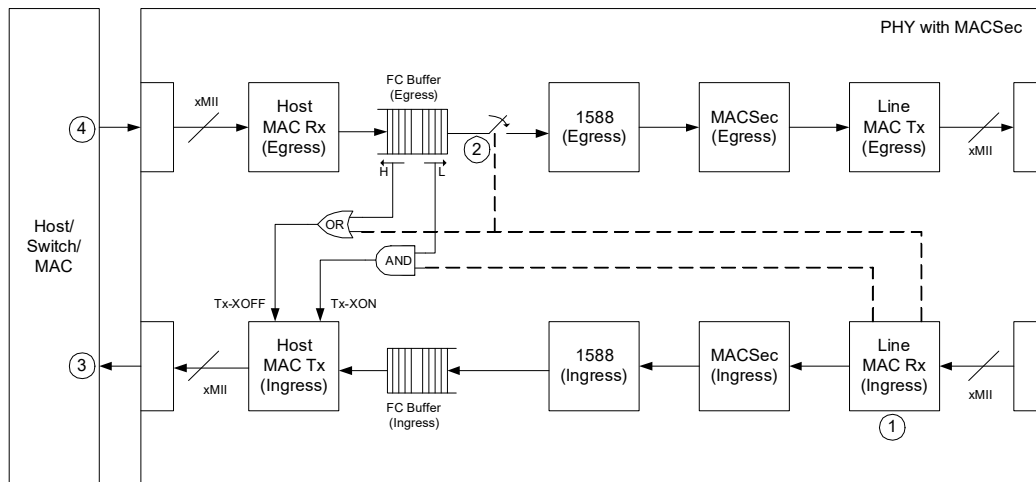 PHY with MACSec
FC Buffer
(Egress)
xMII
Host
MAC Rx
(Egress)
1588
(Egress)
MACSec
(Egress)
Line
MAC Tx
(Egress)
4
2
xMII
H
L
Host/
Switch/
MAC
OR
AND
Tx-XOFF
Tx-XON
Host
MAC Tx
(Ingress)
1588
(Ingress)
MACSec
(Ingress)
Line
MAC Rx
(Ingress)
xMII
3
xMII
FC Buffer
(Ingress)
1